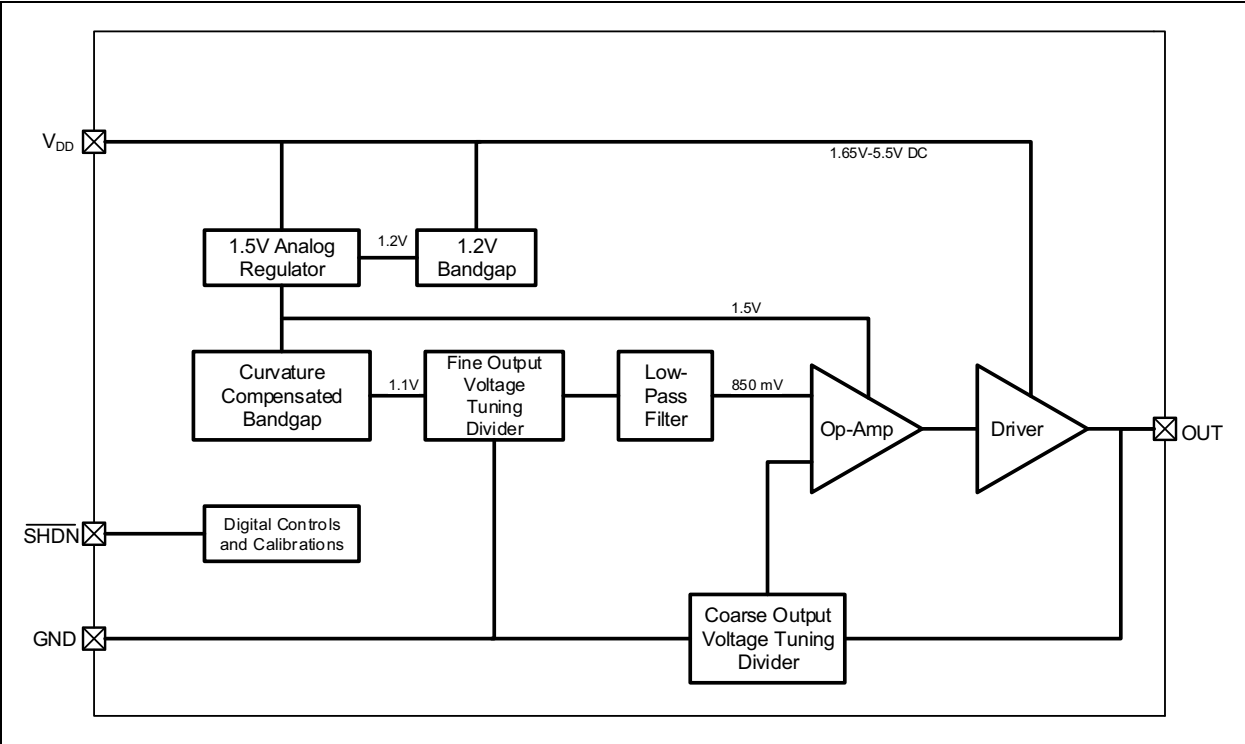 V_DD
1.65V-5.5V DC
1.5V Analog
Regulator
1.2V
1.2V
Bandgap
1.5V
Curvature
Compensated
Bandgap
1.1V
Fine Output
Voltage
Tuning
Divider
Low-
Pass
Filter
850 mV
Op-Amp
Driver
OUT
SHDN
Digital Controls
and Calibrations
GND
Coarse Output
Voltage Tuning
Divider